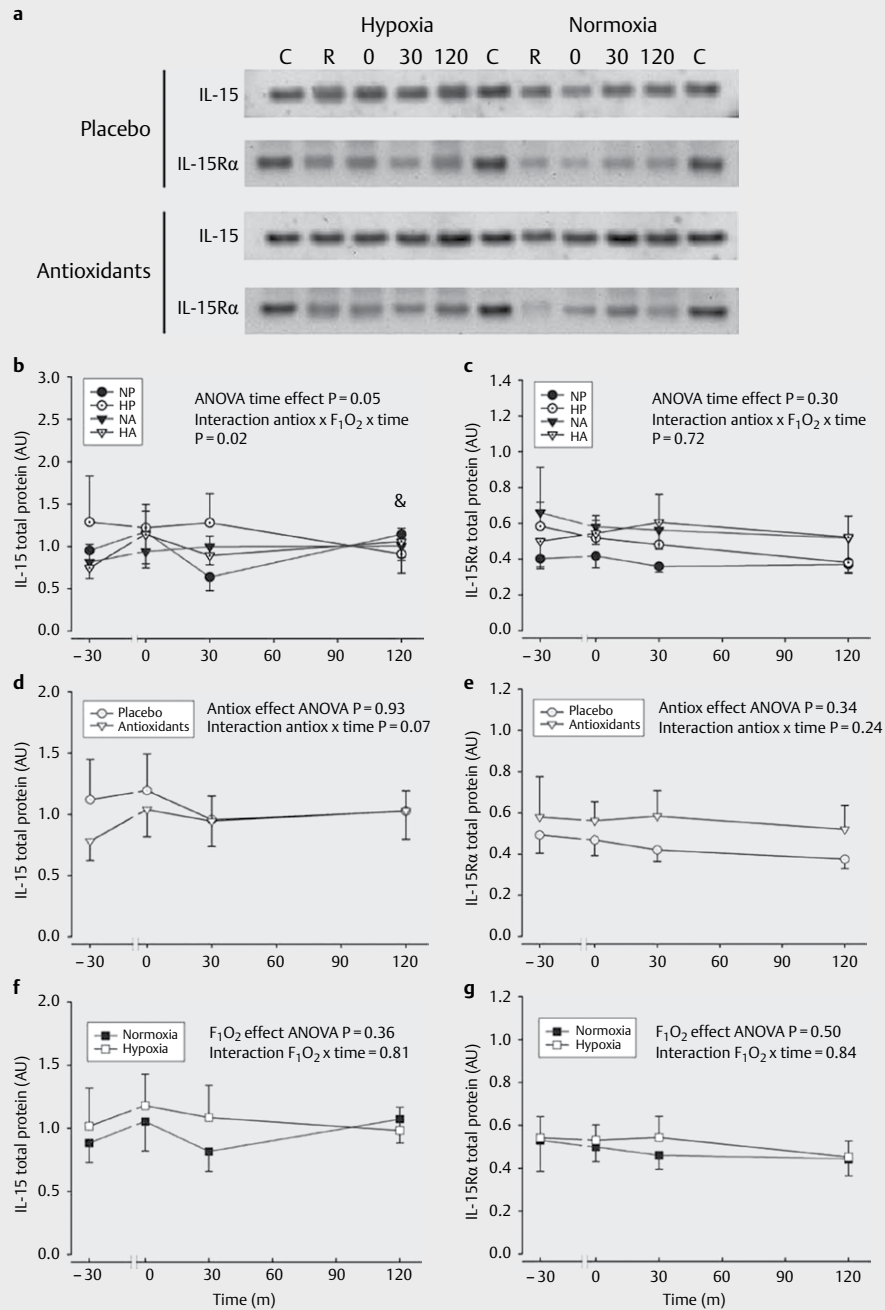 a
Hypoxia Normoxia
C R 0 30 120 C R 0 30 120 C
Placebo
IL-15
IL-15Rα
Antioxidants
IL-15
IL-15Rα
b
IL-15 total protein (AU)
3.0
2.5
2.0
1.5
1.0
0.5
0.0
NP
HP
NA
HA
ANOVA time effect P = 0.05
Interaction antiox x F₁O₂ x time
P = 0.02
&
–30 0 30 60 90 120
c
IL-15Rα total protein (AU)
1.4
1.2
1.0
0.8
0.6
0.4
0.2
0.0
NP
HP
NA
HA
ANOVA time effect P = 0.30
Interaction antiox x F₁O₂ x time
P = 0.72
–30 0 30 60 90 120
d
IL-15 total protein (AU)
2.0
1.5
1.0
0.5
0.0
Placebo
Antioxidants
Antiox effect ANOVA P = 0.93
Interaction antiox x time P = 0.07
–30 0 30 60 90 120
e
IL-15Rα total protein (AU)
1.2
1.0
0.8
0.6
0.4
0.2
0.0
Placebo
Antioxidants
Antiox effect ANOVA P = 0.34
Interaction antiox x time P = 0.24
–30 0 30 60 90 120
f
IL-15 total protein (AU)
2.0
1.5
1.0
0.5
0.0
Normoxia
Hypoxia
F₁O₂ effect ANOVA P = 0.36
Interaction F₁O₂ x time = 0.81
–30 0 30 60 90 120
Time (m)
g
IL-15Rα total protein (AU)
1.2
1.0
0.8
0.6
0.4
0.2
0.0
Normoxia
Hypoxia
F₁O₂ effect ANOVA P = 0.50
Interaction F₁O₂ x time = 0.84
–30 0 30 60 90 120
Time (m)